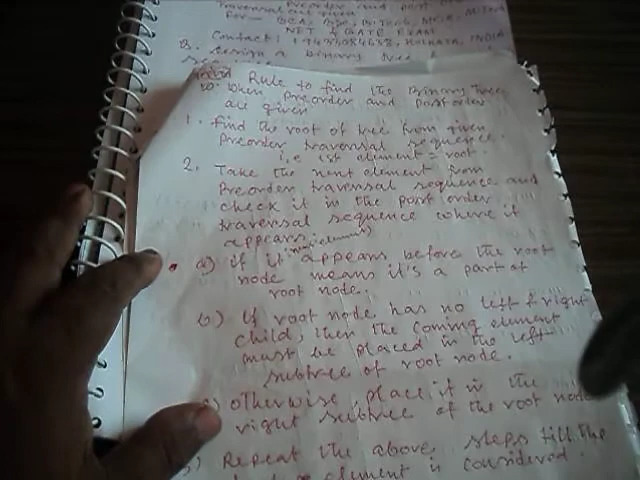 Traversal are given
For - BCA, BSc, B.Tech, MCA, M.Tech
NET & GATE EXAM
KOLKATA, INDIA
3. Design a Binary Tree
Rule to find the Binary Tree
when Preorder and Postorder
are given
1. Find the root of tree from given
Preorder traversal sequence.
i.e 1st element = root
2. Take the next element from
Preorder traversal sequence and
check it in the post order
traversal sequence where it
appears.
a) if it appears before the root
node means it's a part of
root node.
b) If root node has no left & right
child, then the coming element
must be placed in the left
subtree of root node.
c) otherwise, place it in the
right subtree of the root node
3) Repeat the above steps till the
element is considered.